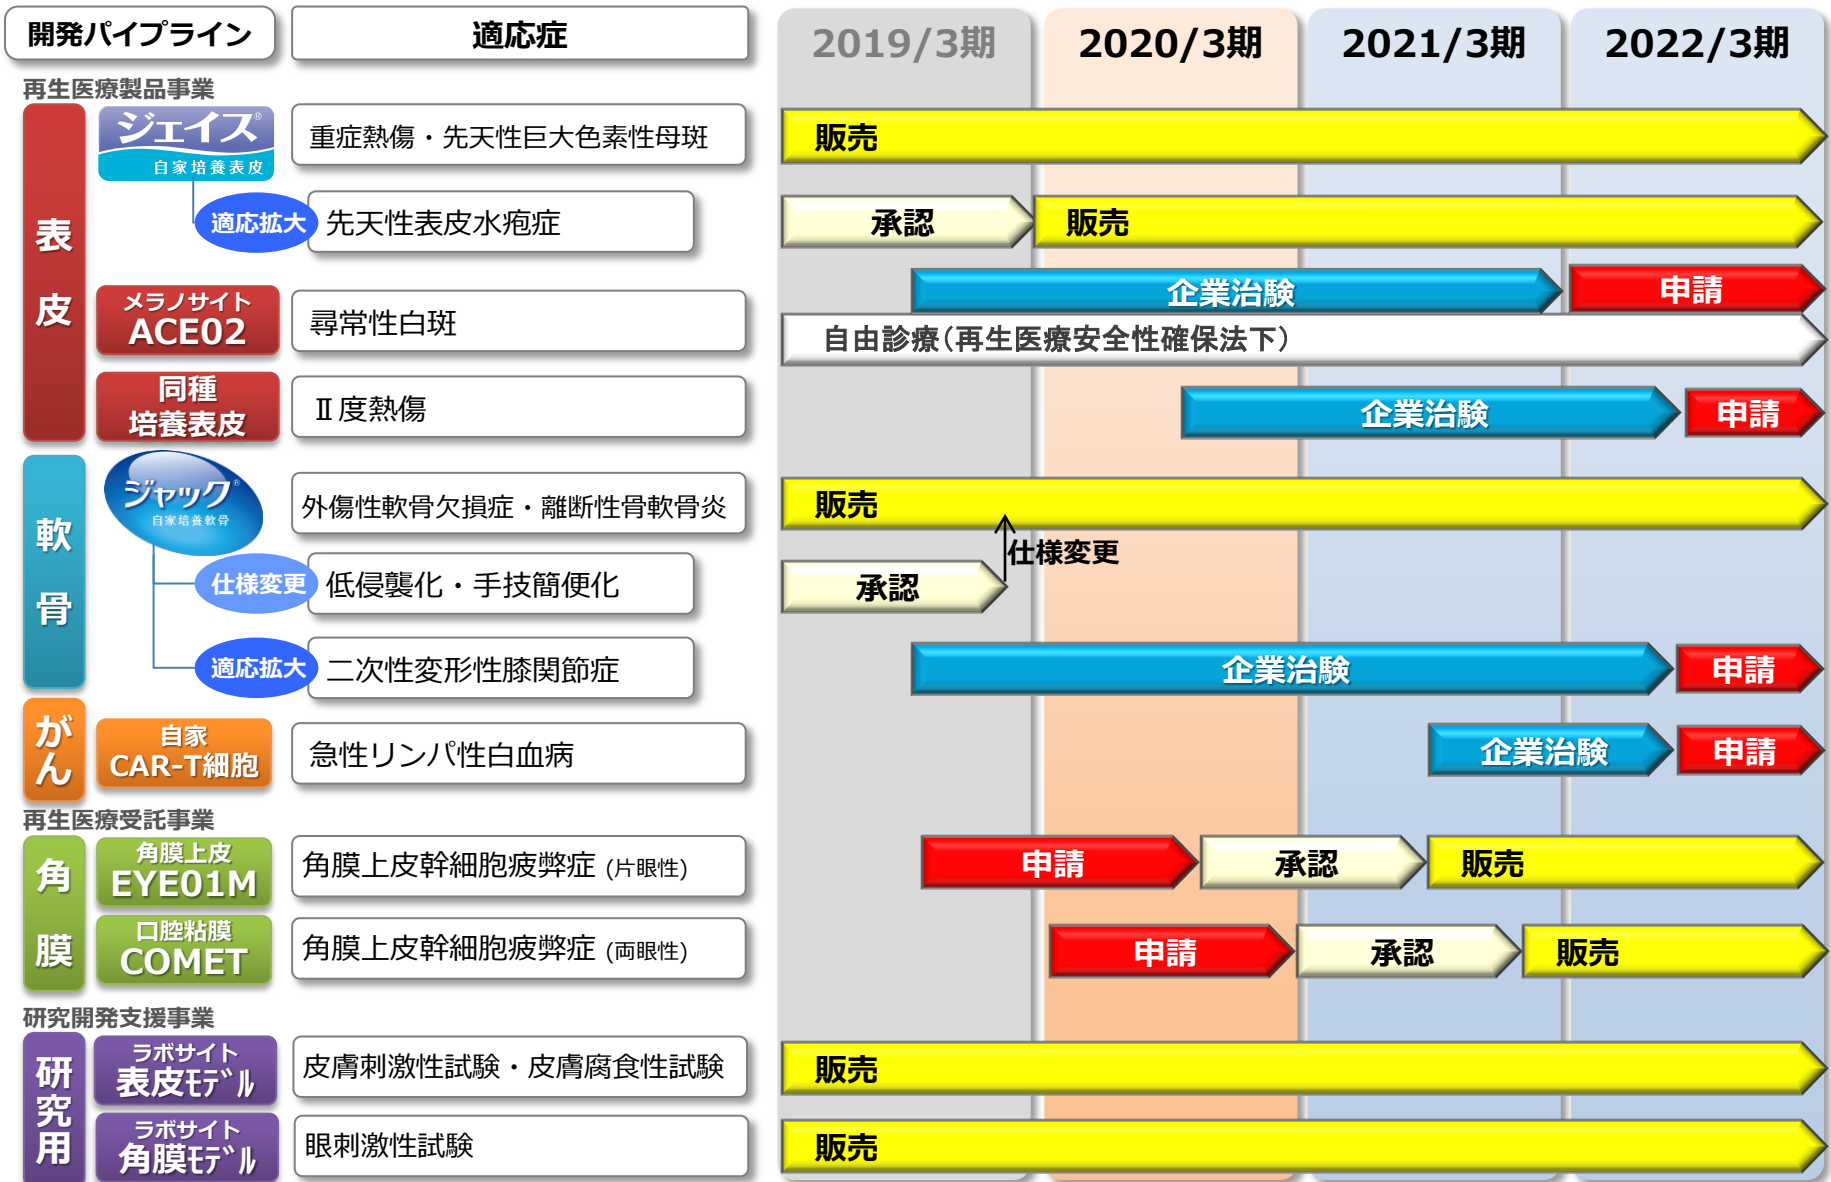 開発パイプライン
適応症
2019/3期
2020/3期
2021/3期
2022/3期
再生医療製品事業
表皮
ジェイス®
自家培養表皮
重症熱傷・先天性巨大色素性母斑
販売
適応拡大
先天性表皮水疱症
承認
販売
メラノサイト
ACE02
尋常性白斑
企業治験
申請
自由診療(再生医療安全性確保法下)
同種
培養表皮
Ⅱ度熱傷
企業治験
申請
軟骨
ジャック®
自家培養軟骨
外傷性軟骨欠損症・離断性骨軟骨炎
販売
仕様変更
仕様変更
低侵襲化・手技簡便化
承認
適応拡大
二次性変形性膝関節症
企業治験
申請
がん
自家
CAR-T細胞
急性リンパ性白血病
企業治験
申請
再生医療受託事業
角膜
角膜上皮
EYE01M
角膜上皮幹細胞疲弊症 (片眼性)
申請
承認
販売
口腔粘膜
COMET
角膜上皮幹細胞疲弊症 (両眼性)
申請
承認
販売
研究開発支援事業
研究用
ラボサイト
表皮ﾓﾃﾞﾙ
皮膚刺激性試験・皮膚腐食性試験
販売
ラボサイト
角膜ﾓﾃﾞﾙ
眼刺激性試験
販売